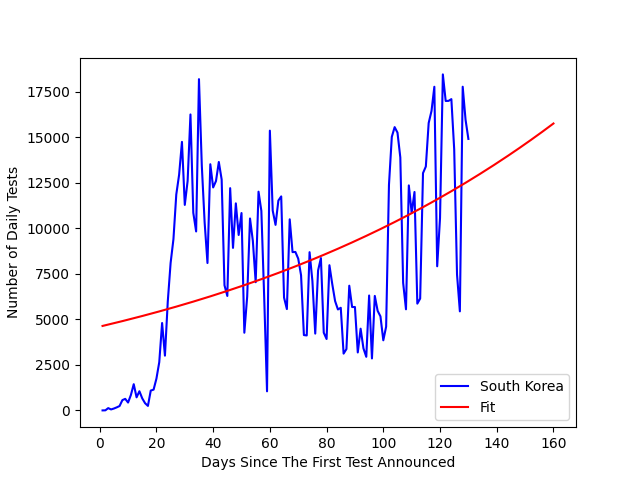 17500
15000
12500
10000
7500
5000
2500
0
Number of Daily Tests
0 20 40 60 80 100 120 140 160
Days Since The First Test Announced
South Korea
Fit